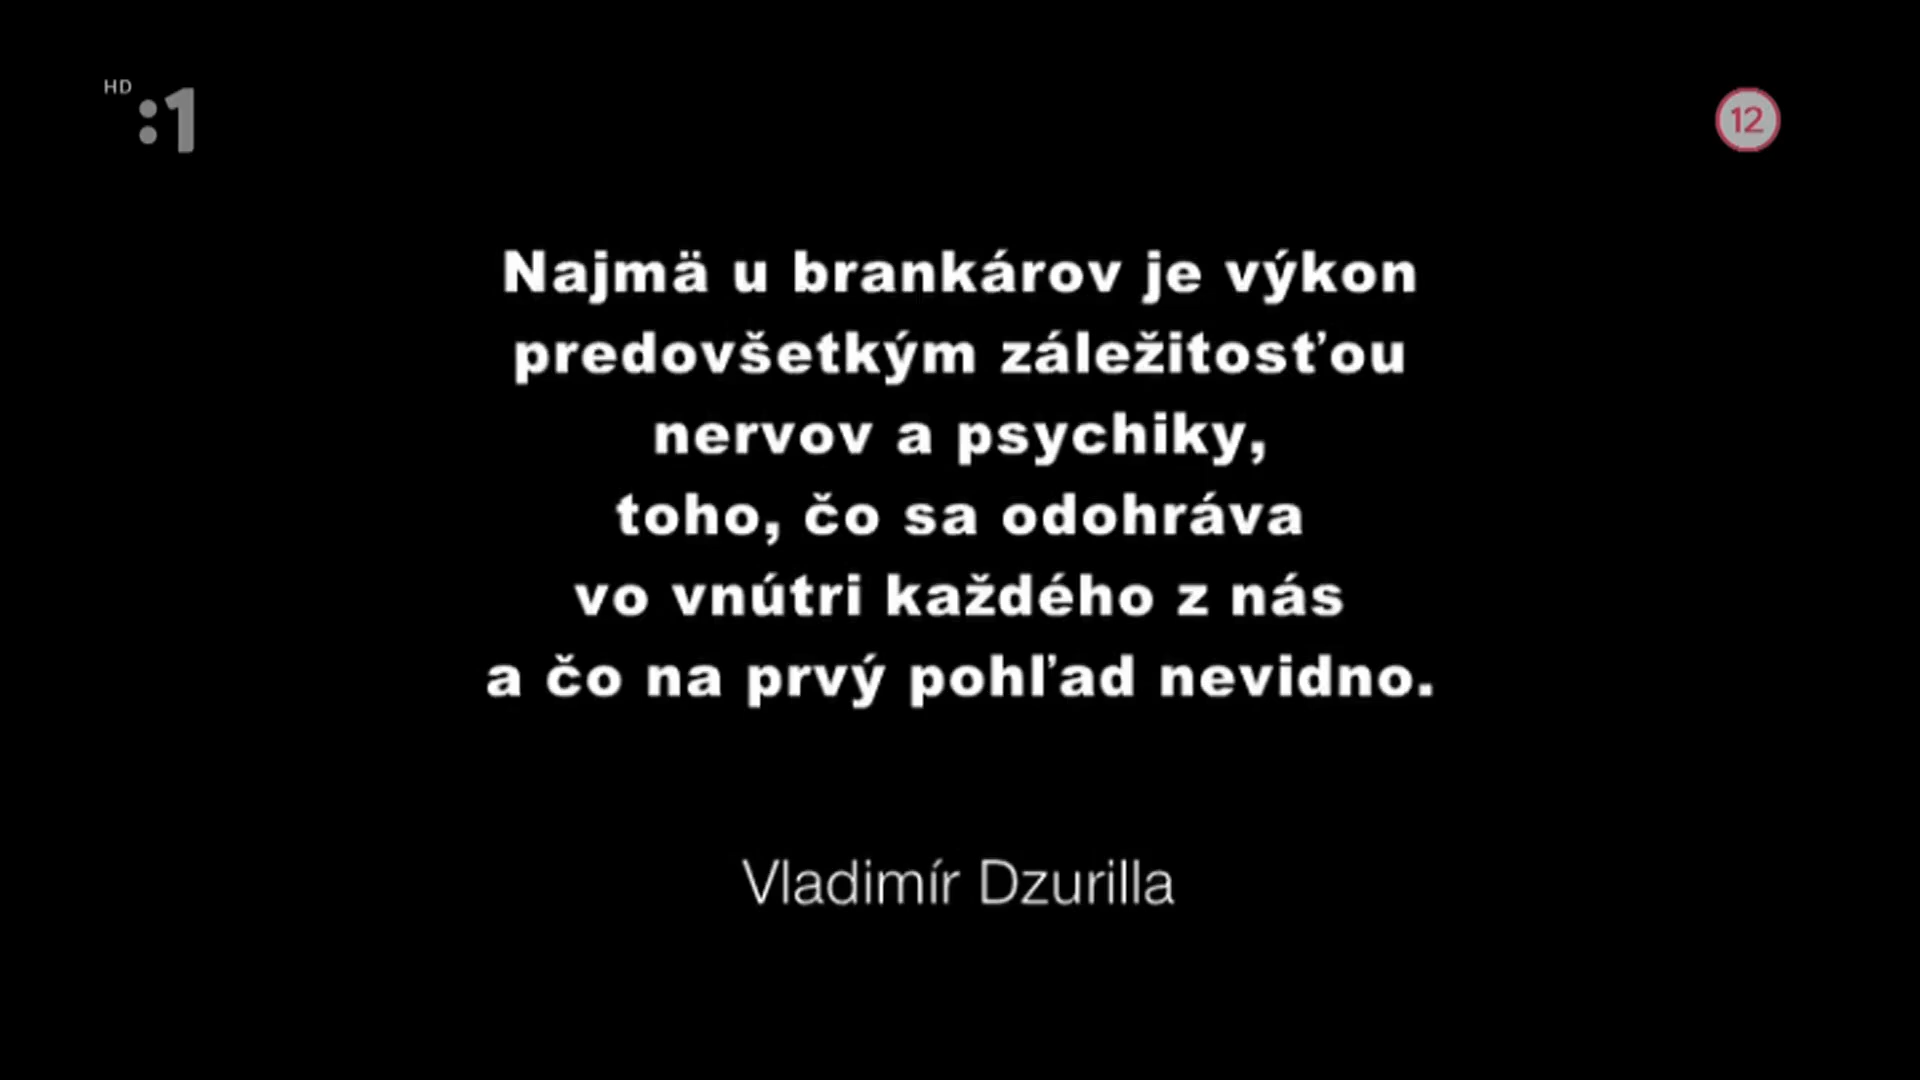 HD
:1
12
Najmä u brankárov je výkon
predovšetkým záležitosťou
nervov a psychiky,
toho, čo sa odohráva
vo vnútri každého z nás
a čo na prvý pohľad nevidno.
Vladimír Dzurilla